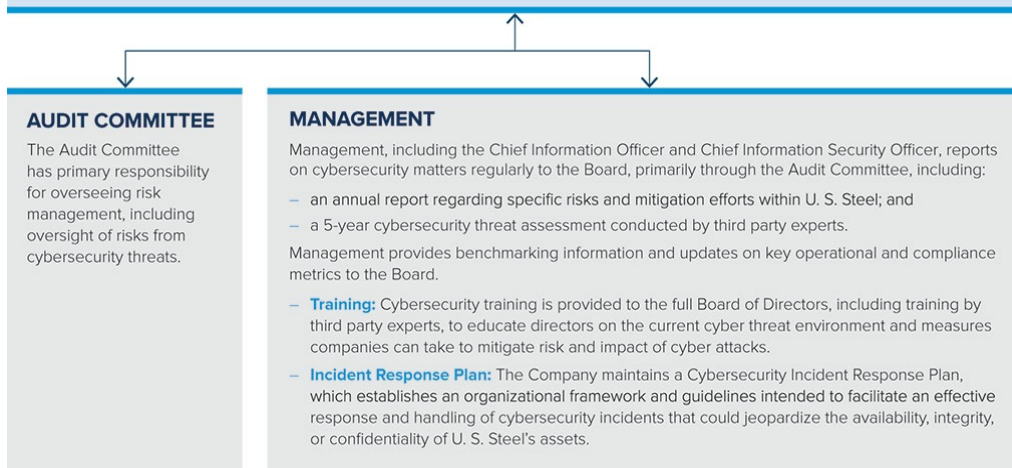 AUDIT COMMITTEE
The Audit Committee
has primary responsibility
for overseeing risk
management, including
oversight of risks from
cybersecurity threats.
MANAGEMENT
Management, including the Chief Information Officer and Chief Information Security Officer, reports
on cybersecurity matters regularly to the Board, primarily through the Audit Committee, including:
– an annual report regarding specific risks and mitigation efforts within U. S. Steel; and
– a 5-year cybersecurity threat assessment conducted by third party experts.
Management provides benchmarking information and updates on key operational and compliance
metrics to the Board.
– Training: Cybersecurity training is provided to the full Board of Directors, including training by
third party experts, to educate directors on the current cyber threat environment and measures
companies can take to mitigate risk and impact of cyber attacks.
– Incident Response Plan: The Company maintains a Cybersecurity Incident Response Plan,
which establishes an organizational framework and guidelines intended to facilitate an effective
response and handling of cybersecurity incidents that could jeopardize the availability, integrity,
or confidentiality of U. S. Steel's assets.